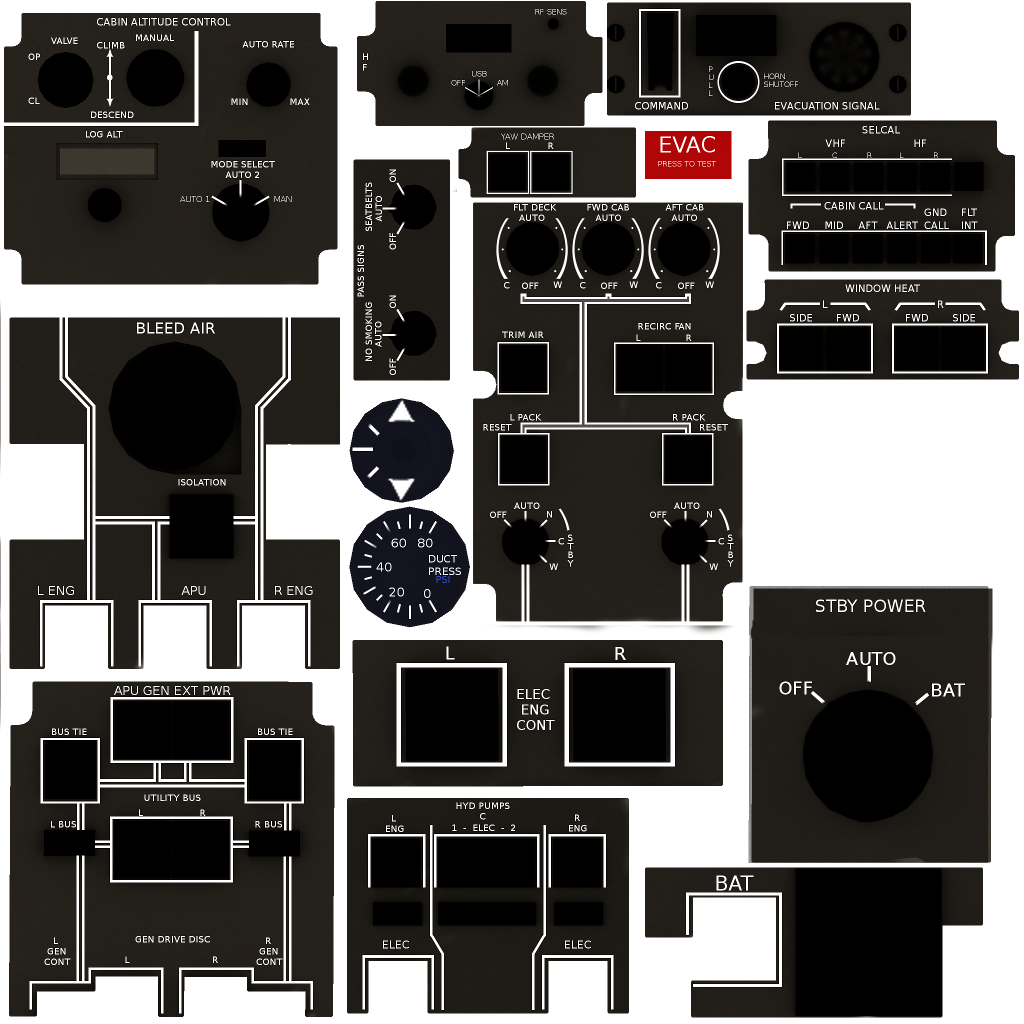 CABIN ALTITUDE CONTROL
VALVE
CLIMB
MANUAL
OP
CL
DESCEND
AUTO RATE
MIN MAX
LOG ALT
MODE SELECT
AUTO 2
AUTO 1
MAN
RF SENS
H
F
USB
OFF
AM
COMMAND
P
U
L
L
HORN
SHUTOFF
EVACUATION SIGNAL
YAW DAMPER
L R
EVAC
PRESS TO TEST
SELCAL
VHF HF
L C R L R
CABIN CALL
GND FLT
FWD MID AFT ALERT CALL INT
WINDOW HEAT
L R
SIDE FWD FWD SIDE
PASS SIGNS
SEATBELTS
AUTO
ON
OFF
NO SMOKING
AUTO
ON
OFF
FLT DECK
AUTO
FWD CAB
AUTO
AFT CAB
AUTO
C OFF W C OFF W C OFF W
TRIM AIR
RECIRC FAN
L R
L PACK
RESET
R PACK
RESET
AUTO
OFF
N
C
W
S
T
B
Y
AUTO
OFF
N
C
W
S
T
B
Y
BLEED AIR
ISOLATION
L ENG
APU
R ENG
60 80
40
20
0
DUCT
PRESS
PSI
APU GEN EXT PWR
BUS TIE
BUS TIE
UTILITY BUS
L R
L BUS
R BUS
L
GEN
CONT
GEN DRIVE DISC
L R
R
GEN
CONT
L R
ELEC
ENG
CONT
HYD PUMPS
C
1 - ELEC - 2
L
ENG
R
ENG
ELEC
ELEC
STBY POWER
AUTO
OFF
BAT
BAT